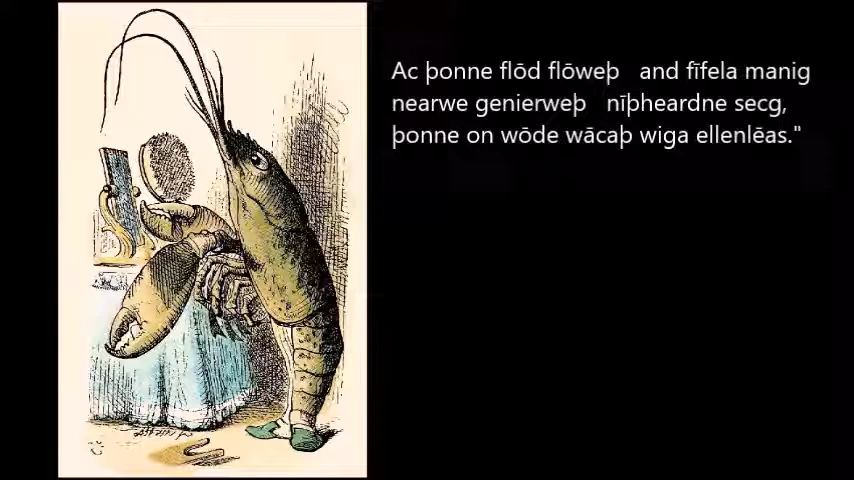 Ac þonne flōd flōweþ   and fīfela manig
nearwe genierweþ   nīþheardne secg,
þonne on wōde wācaþ wiga ellenlēas."